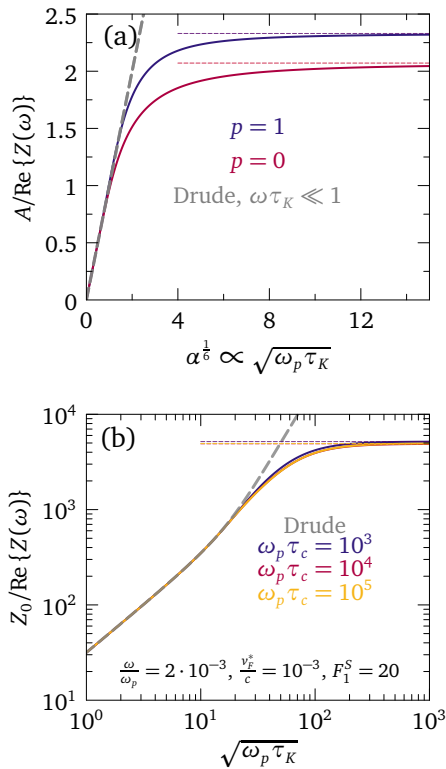 (a)
A/Re {Z(ω)}
2.5
2.0
1.5
1.0
0.5
0
p = 1
p = 0
Drude, ωτ_K ≪ 1
0 4 8 12
α^{1/6} ∝ √(ω_p τ_K)
(b)
Z_0/Re {Z(ω)}
10^4
10^3
10^2
10^1
Drude
ω_p τ_c = 10^3
ω_p τ_c = 10^4
ω_p τ_c = 10^5
ω/ω_p = 2 · 10^{-3}, ν_F^*/c = 10^{-3}, F_1^S = 20
10^0 10^1 10^2 10^3
√(ω_p τ_K)